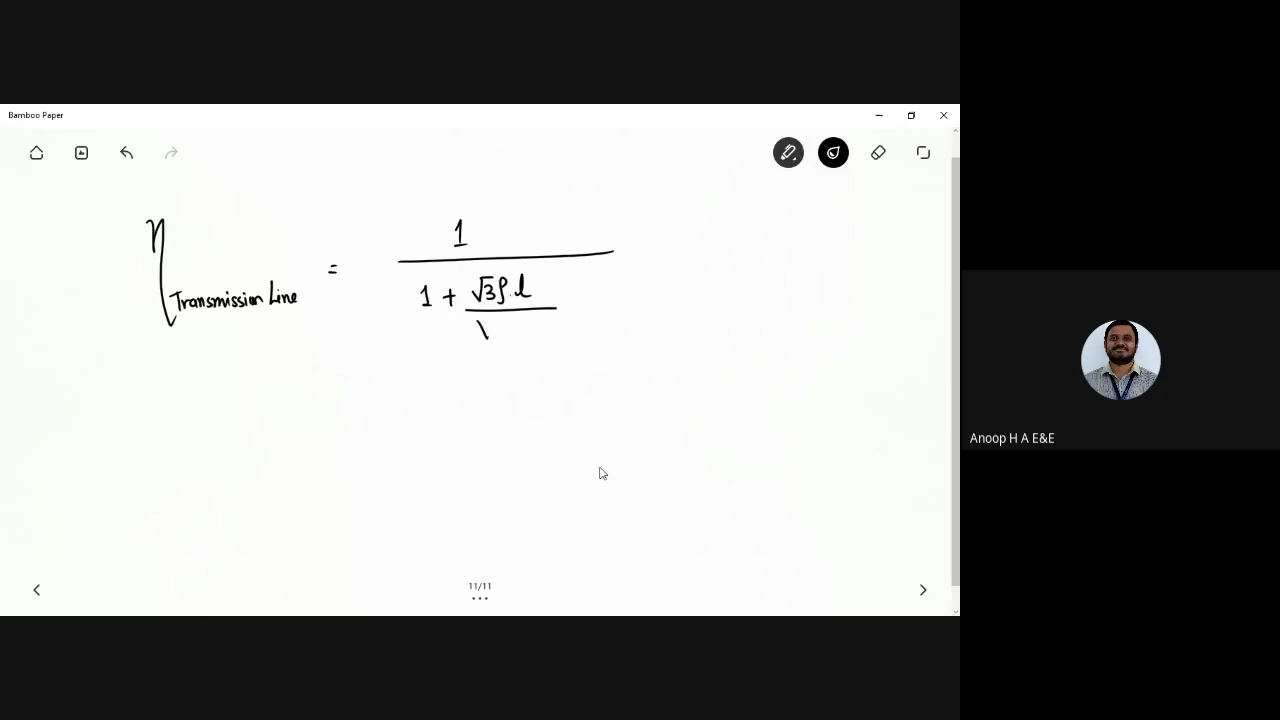 Bamboo Paper
η Transmission Line = 1
1 + √3ρ.l
\
Anoop H A E&E
11/11